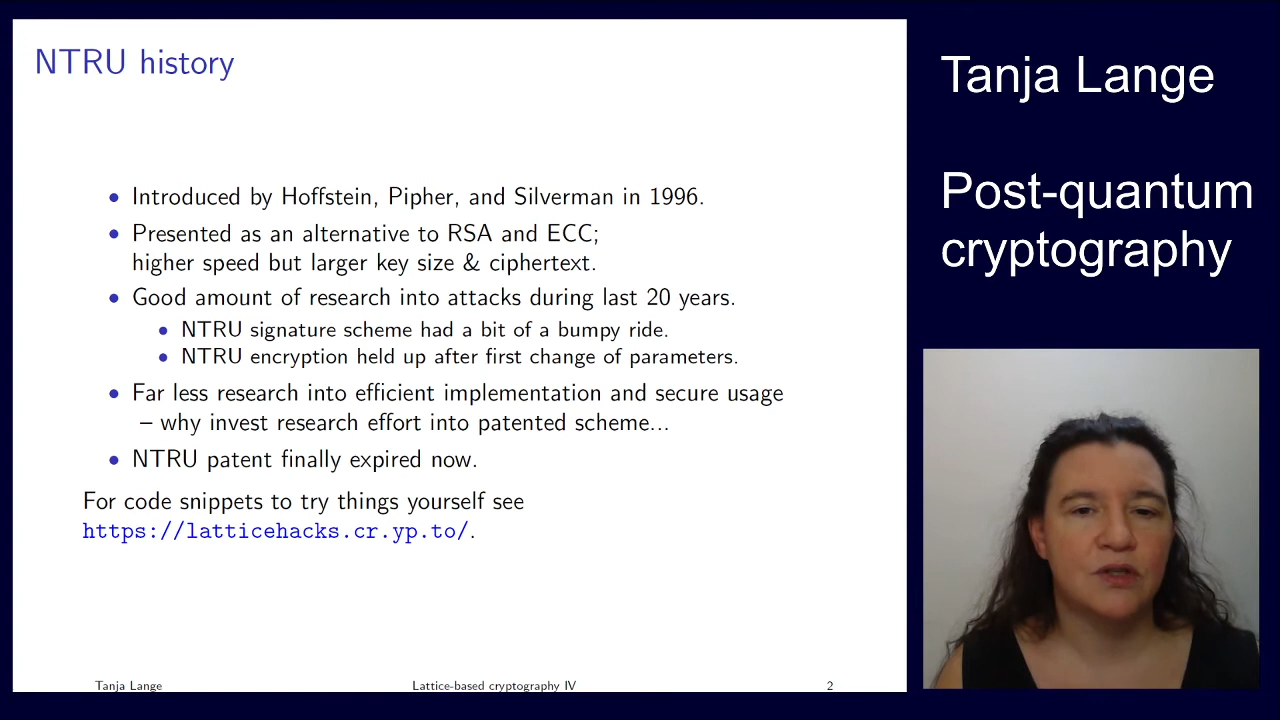 NTRU history
• Introduced by Hoffstein, Pipher, and Silverman in 1996.
• Presented as an alternative to RSA and ECC;
higher speed but larger key size & ciphertext.
• Good amount of research into attacks during last 20 years.
• NTRU signature scheme had a bit of a bumpy ride.
• NTRU encryption held up after first change of parameters.
• Far less research into efficient implementation and secure usage
– why invest research effort into patented scheme...
• NTRU patent finally expired now.
For code snippets to try things yourself see
https://latticehacks.cr.yp.to/.
Tanja Lange
Lattice-based cryptography IV
2
Tanja Lange
Post-quantum
cryptography